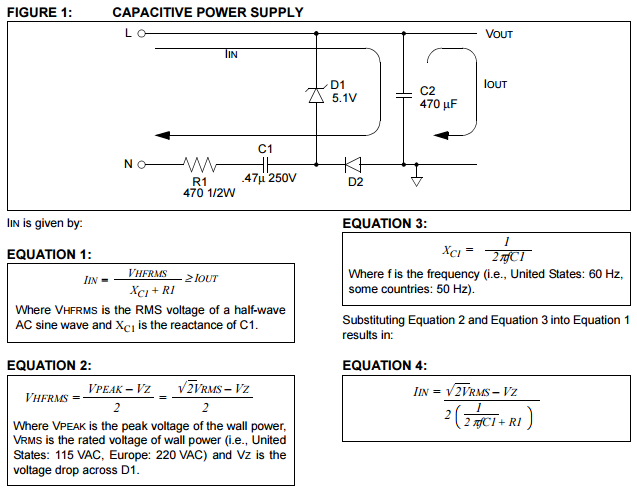 FIGURE 1: CAPACITIVE POWER SUPPLY
L
VOUT
IIN
D1
5.1V
C2
470 µF
IOUT
C1
N
R1
.47µ 250V
D2
470 1/2W
IIN is given by:
EQUATION 1:
IIN = VHFRMS / (XC1 + R1) ≥ IOUT
Where VHFRMS is the RMS voltage of a half-wave
AC sine wave and XC1 is the reactance of C1.
EQUATION 2:
VHFRMS = (VPEAK – VZ) / 2 = (√2VRMS – VZ) / 2
Where VPEAK is the peak voltage of the wall power,
VRMS is the rated voltage of wall power (i.e., United
States: 115 VAC, Europe: 220 VAC) and VZ is the
voltage drop across D1.
EQUATION 3:
XC1 = 1 / (2πfC1)
Where f is the frequency (i.e., United States: 60 Hz,
some countries: 50 Hz).
Substituting Equation 2 and Equation 3 into Equation 1
results in:
EQUATION 4:
IIN = (√2VRMS – VZ) / (2 (1 / (2πfC1) + R1))